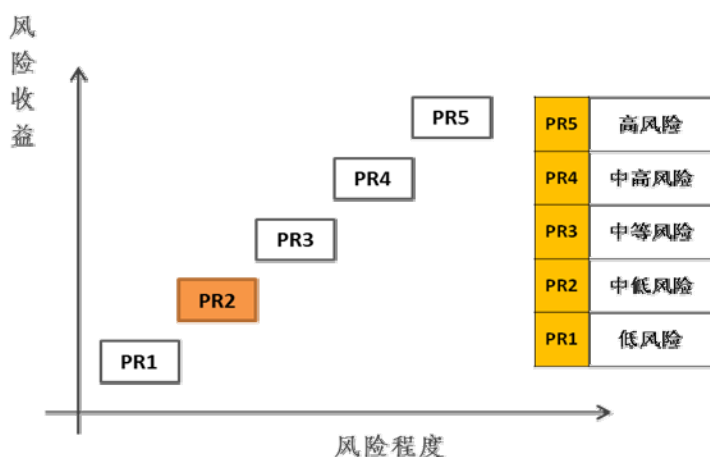 风险收益
PR5
PR4
PR3
PR2
PR1
风险程度
PR5 高风险
PR4 中高风险
PR3 中等风险
PR2 中低风险
PR1 低风险